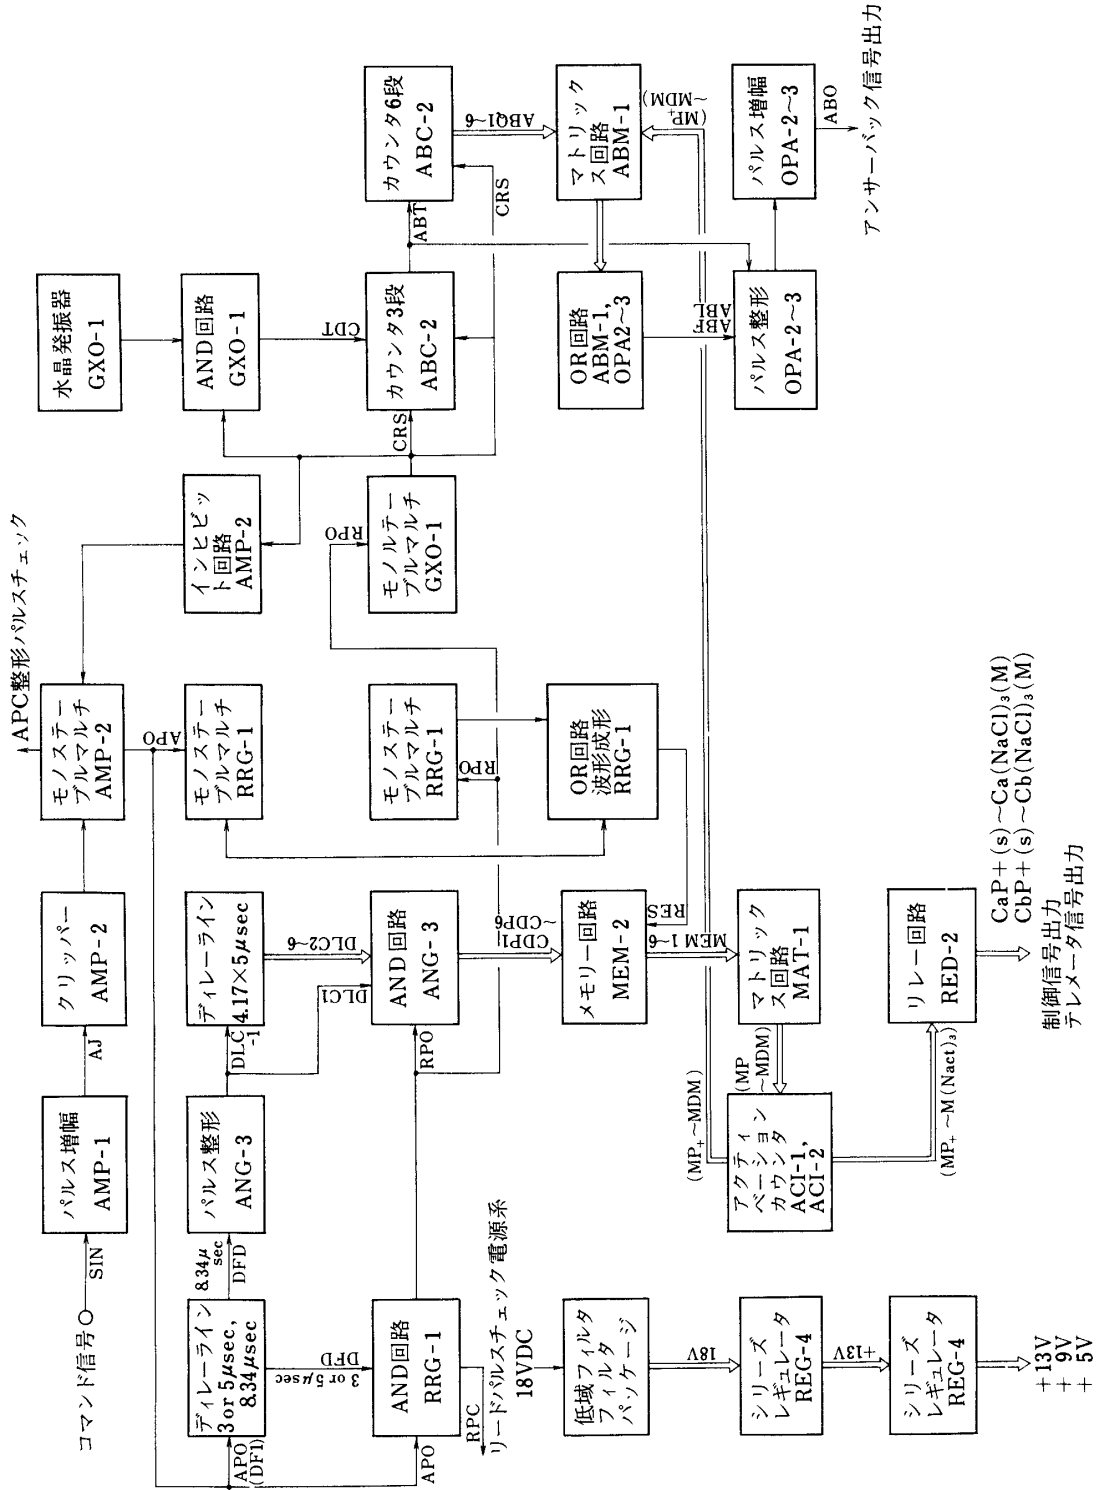 コマンド信号
SIN
パルス増幅
AMP-1
AJ
クリッパー
AMP-2
モノステー
ブルマルチ
AMP-2
APC整形パルスチェック
インヒビッ
ト回路
AMP-2
水晶発振器
GXO-1
APO
(DF1)
ディレーライン
3 or 5μsec,
8.34μsec
8.34μ
sec
DFD
パルス整形
ANG-3
DLC
-1
ディレーライン
4.17×5μsec
APO
モノステー
ブルマルチ
RRG-1
AND回路
GXO-1
CDT
3 or 5μsec
DFD
DLC1
DLC2~6
APO
AND回路
RRG-1
RPC
リードパルスチェック電源系
18VDC
RPO
AND回路
ANG-3
RPO
モノステー
ブルマルチ
RRG-1
RPO
モノルテー
ブルマルチ
GXO-1
CRS
カウンタ3段
ABC-2
ABT
カウンタ6段
ABC-2
CRS
ABQ1~6
CDP1
~CDP6
低域フィルタ
フィルタ
パッケージ
18V
メモリー回路
MEM-2
RES
OR回路
波形成形
RRG-1
OR回路
ABM-1,
OPA2~3
マトリック
ス回路
ABM-1
(MP+
~MDM)
MEM 1~6
ABF
ABL
シリーズ
レギュレータ
REG-4
+13V
アクティ
ベーション
カウンタ
ACI-1,
ACI-2
(MP+~MDM)
(MP
~MDM)
マトリック
ス回路
MAT-1
パルス整形
OPA-2~3
パルス増幅
OPA-2~3
ABO
アンサーバック信号出力
シリーズ
レギュレータ
REG-4
+13V
+ 9V
+ 5V
(MP+~M(Nact)3)
リレー回路
RED-2
CaP+(s)~Ca(NaCl)3(M)
CbP+(s)~Cb(NaCl)3(M)
制御信号出力
テレメータ信号出力